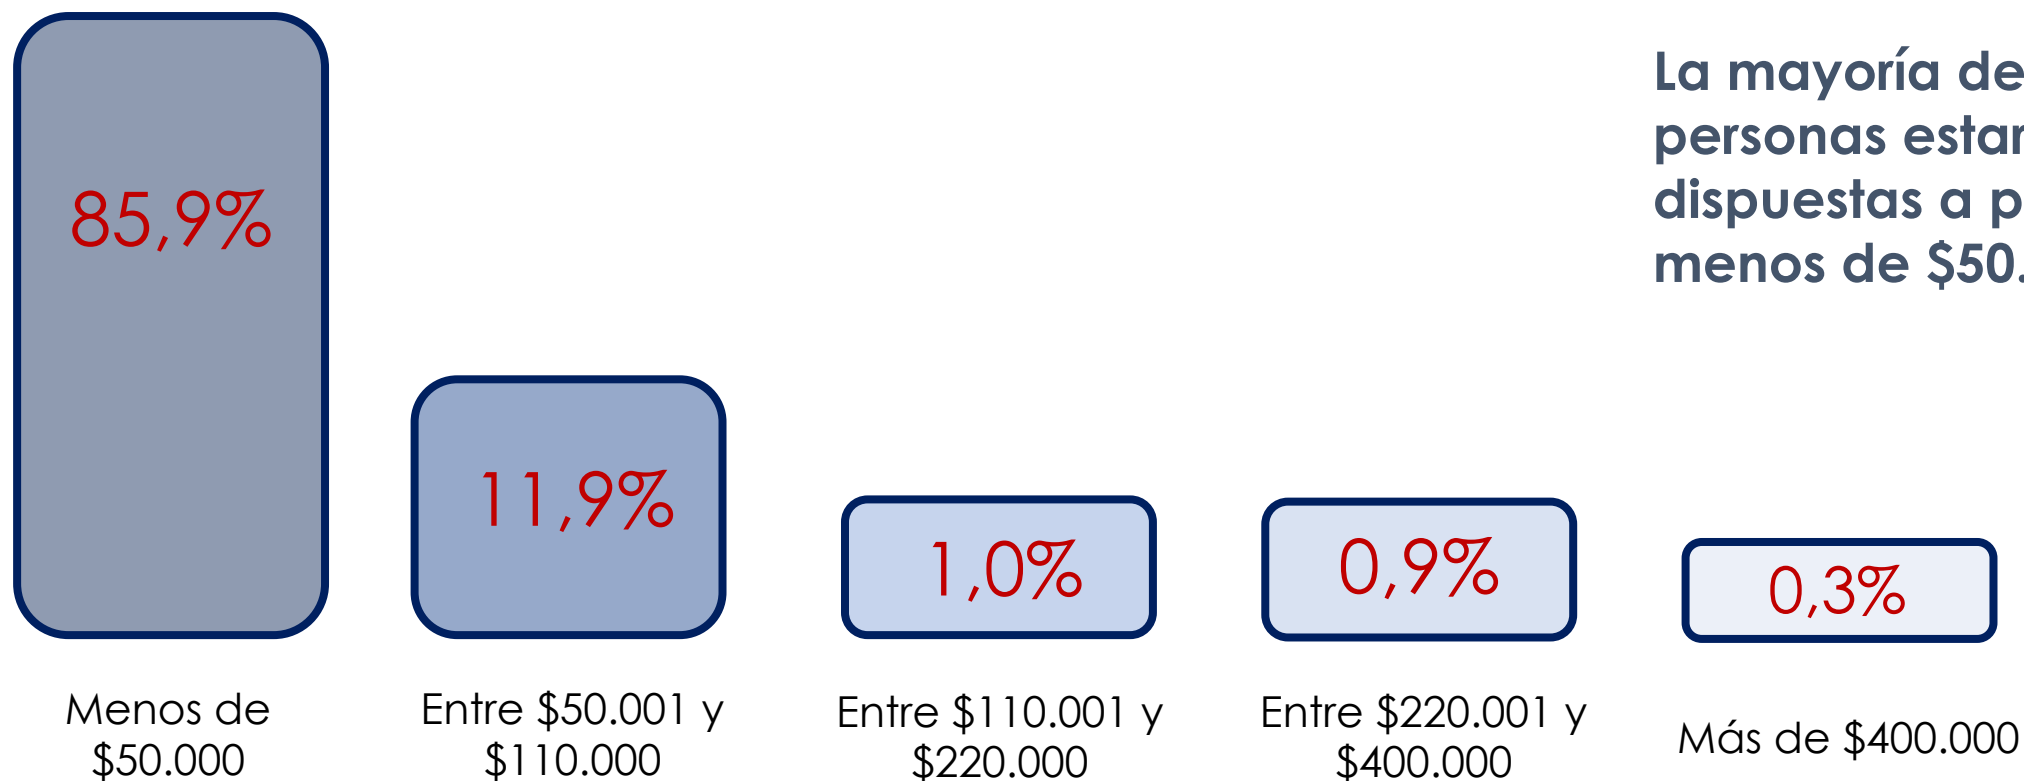 La mayoría de
personas
dispuestas a
menos de
85,9%
11,9%
1,0%
0,9%
0,3%
Menos de
$50.000
Entre $50.001 y
$110.000
Entre $110.001 y
$220.000
Entre $220.001 y
$400.000
Más de $400.000